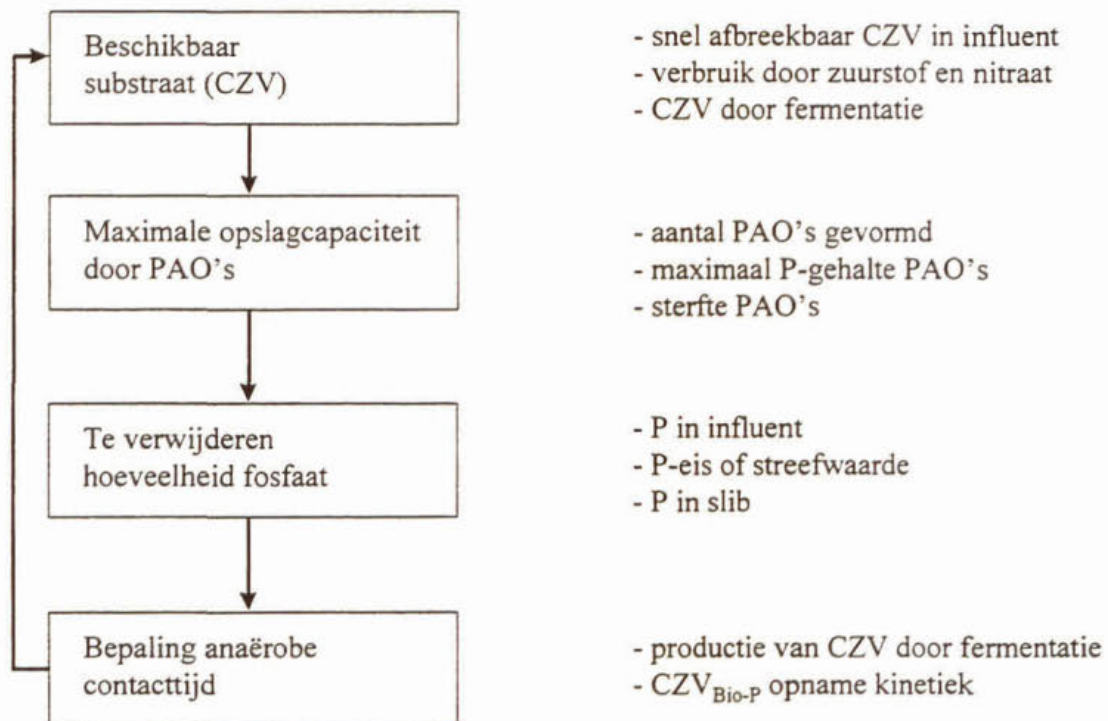 Beschikbaar
substraat (CZV)
- snel afbreekbaar CZV in influent
- verbruik door zuurstof en nitraat
- CZV door fermentatie
Maximale opslagcapaciteit
door PAO's
- aantal PAO's gevormd
- maximaal P-gehalte PAO's
- sterfte PAO's
Te verwijderen
hoeveelheid fosfaat
- P in influent
- P-eis of streefwaarde
- P in slib
Bepaling anaërobe
contacttijd
- productie van CZV door fermentatie
- CZV_Bio-P opname kinetiek